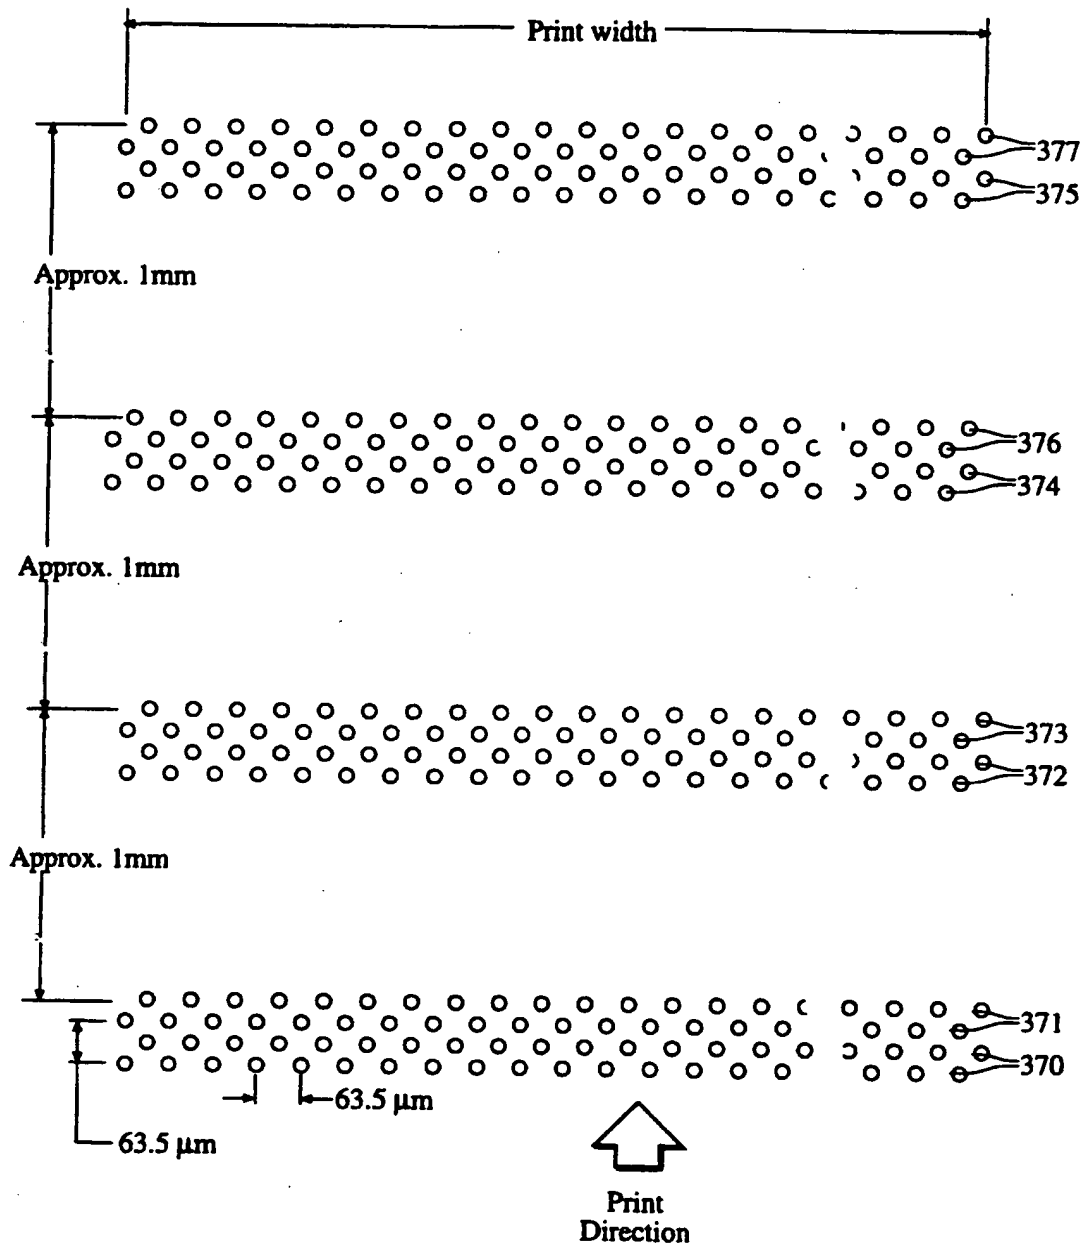 Print width
377
375
Approx. 1mm
376
374
Approx. 1mm
373
372
Approx. 1mm
371
370
63.5 μm
63.5 μm
Print
Direction